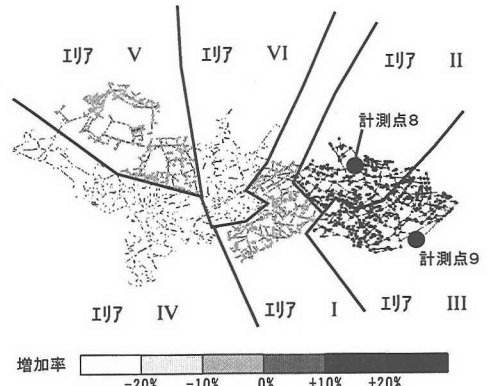 エリア V
エリア VI
エリア II
計測点8
計測点9
エリア IV
エリア I
エリア III
増加率
-20% -10% 0% +10% +20%